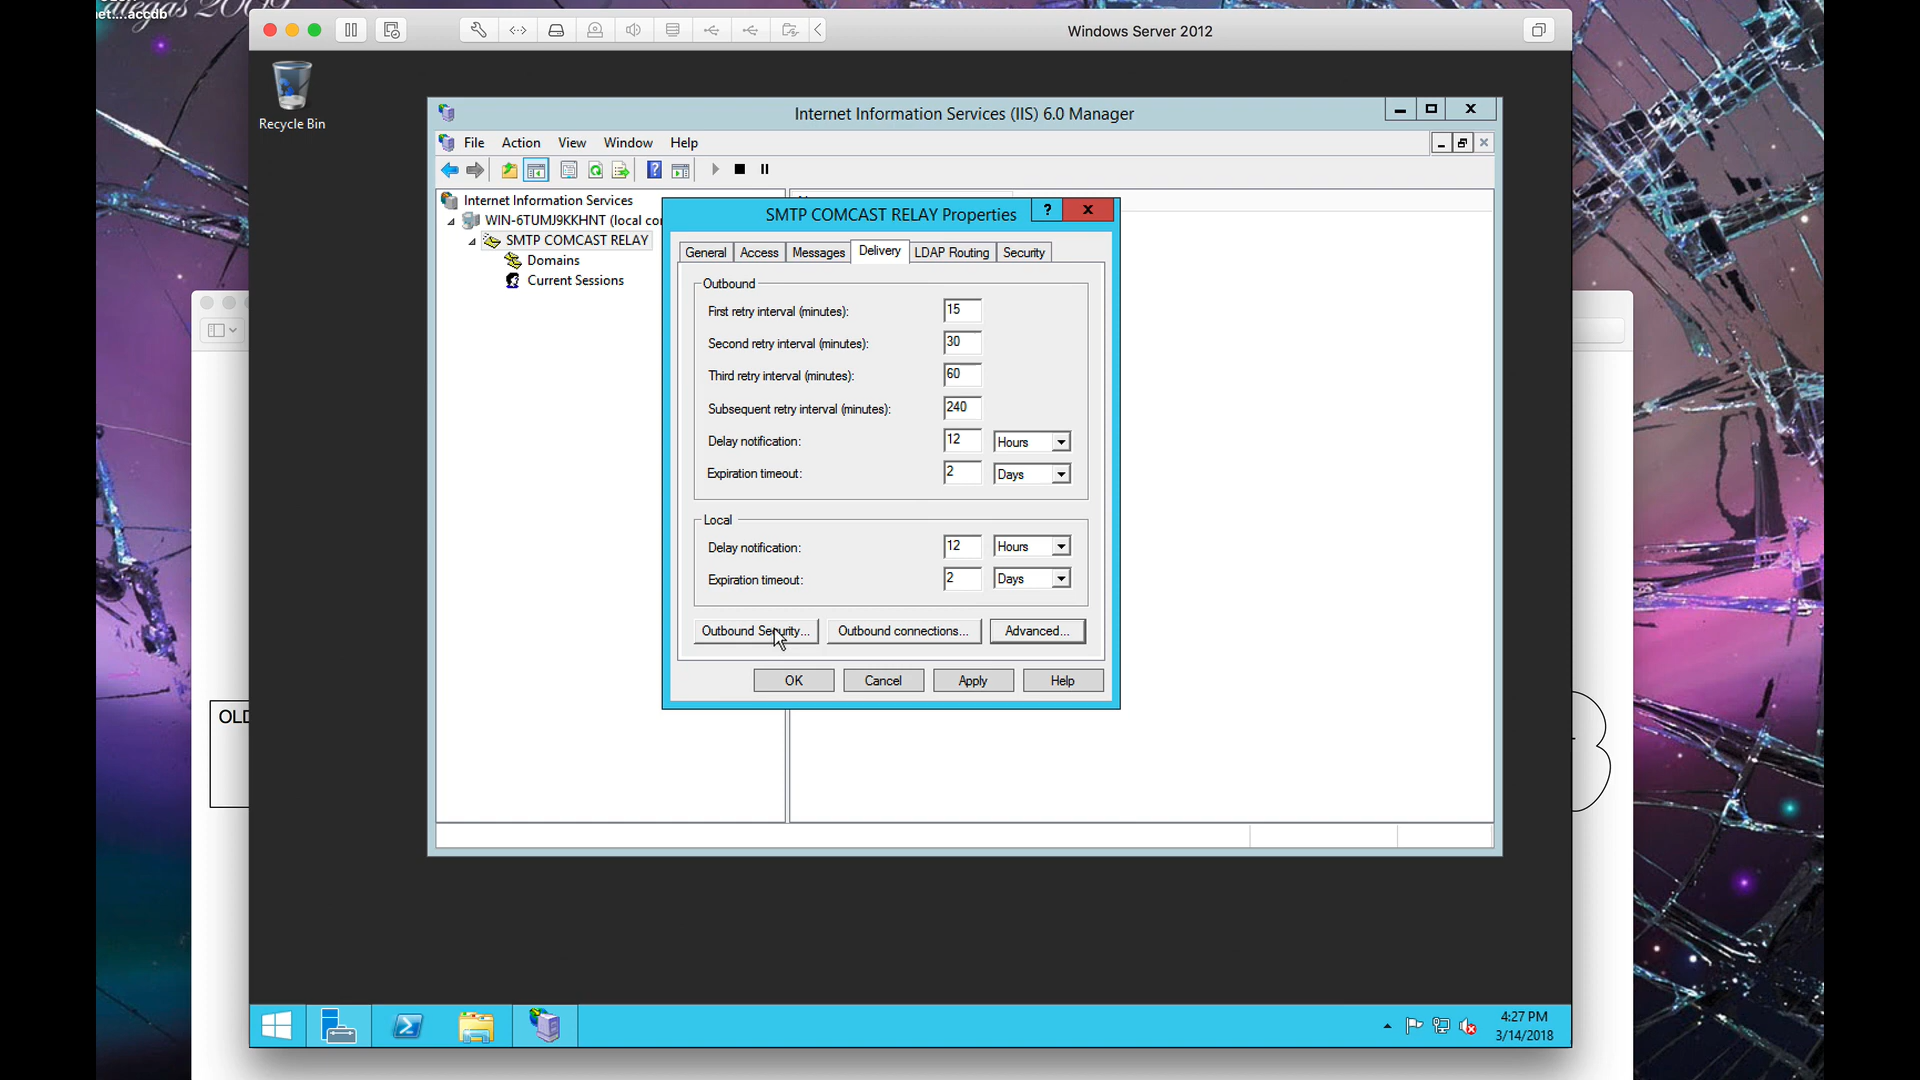 et....accdb
Vegas 2009
Windows Server 2012
Recycle Bin
Internet Information Services (IIS) 6.0 Manager
File Action View Window Help
Internet Information Services
WIN-6TUMJ9KKHNT (local co
SMTP COMCAST RELAY
Domains
Current Sessions
SMTP COMCAST RELAY Properties
General Access Messages Delivery LDAP Routing Security
Outbound
First retry interval (minutes): 15
Second retry interval (minutes): 30
Third retry interval (minutes): 60
Subsequent retry interval (minutes): 240
Delay notification: 12 Hours
Expiration timeout: 2 Days
Local
Delay notification: 12 Hours
Expiration timeout: 2 Days
Outbound Security... Outbound connections... Advanced...
OK Cancel Apply Help
OLD
4:27 PM
3/14/2018